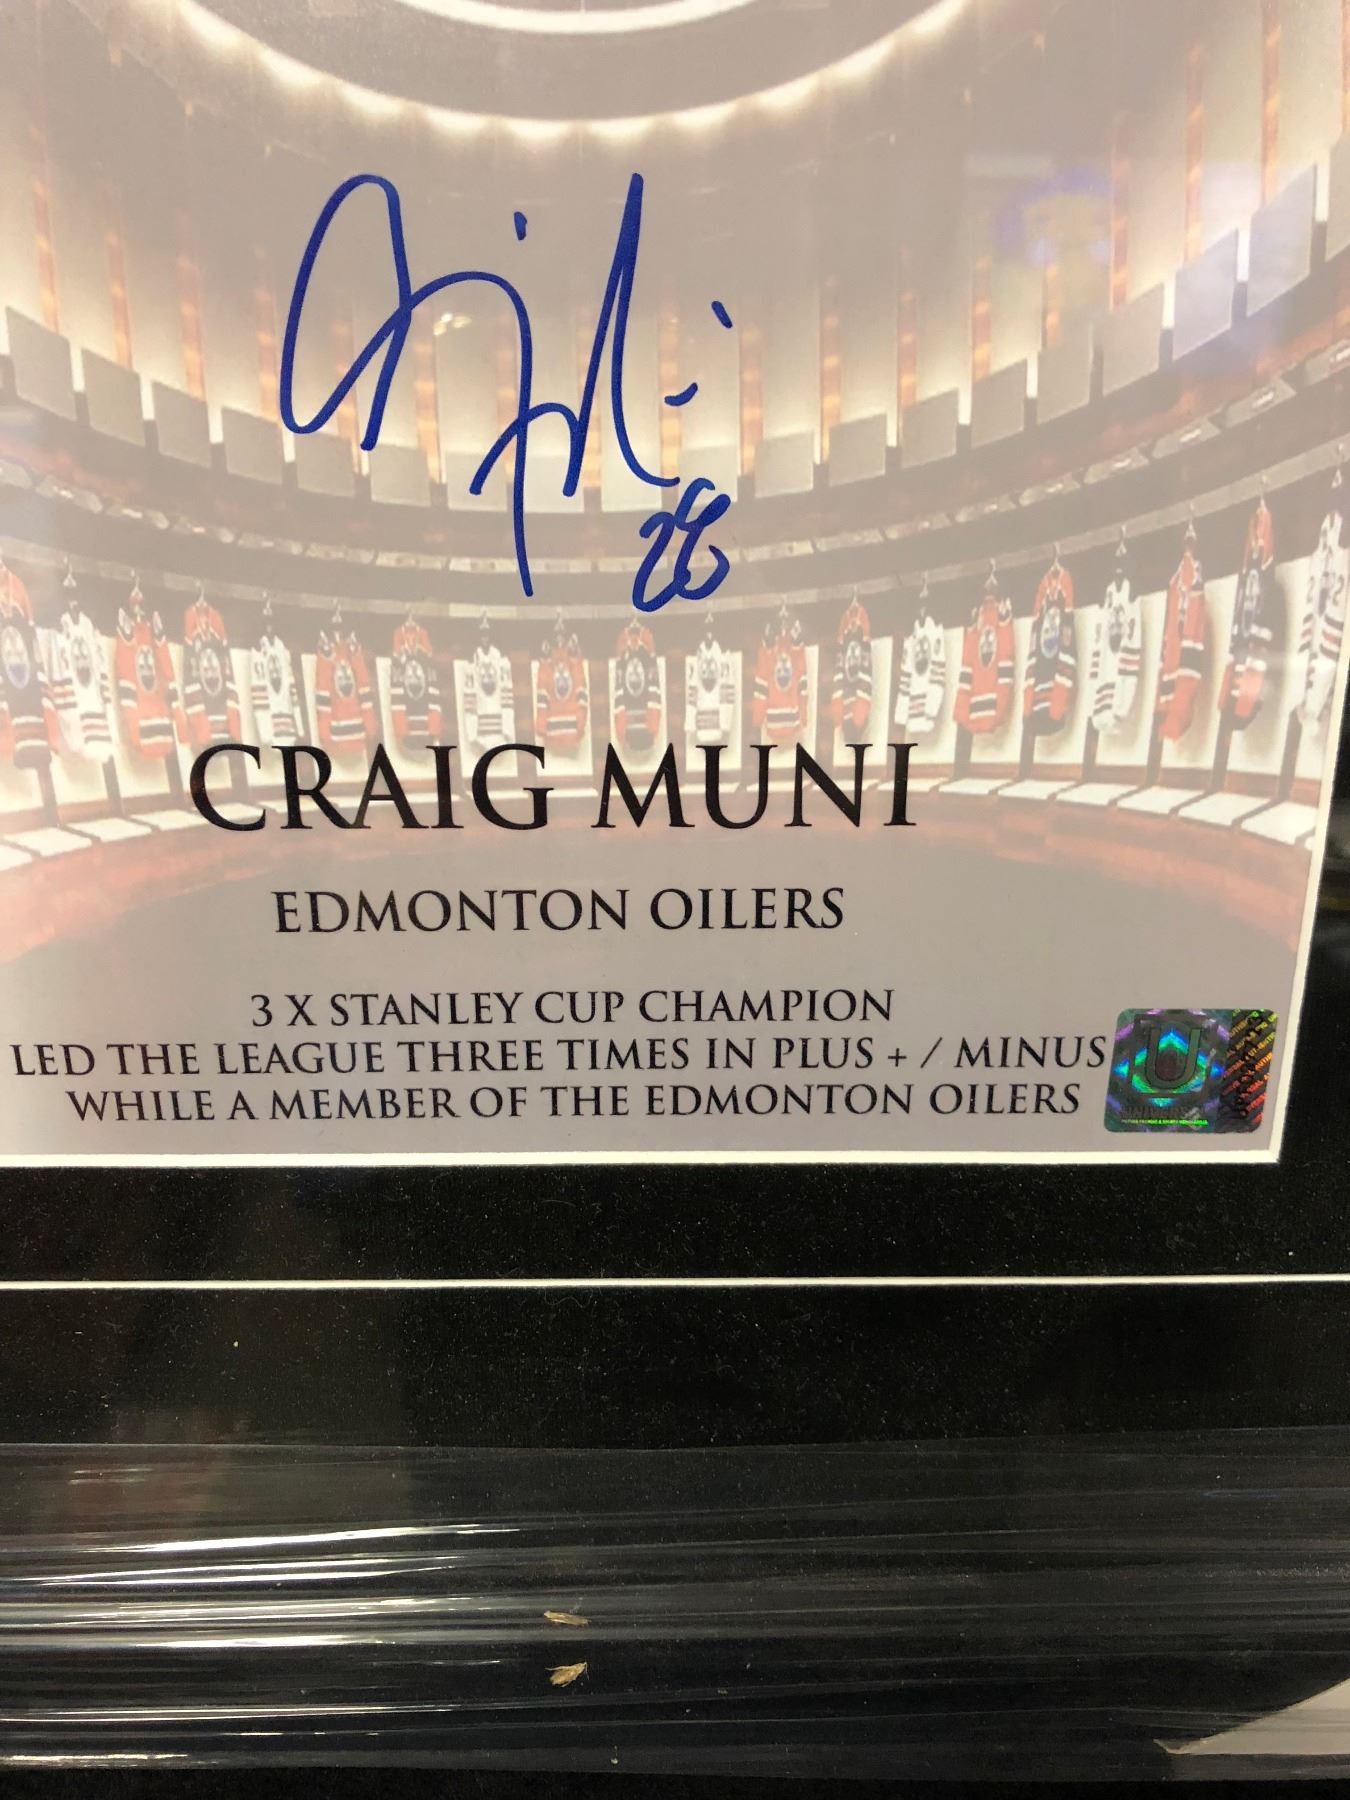 28
CRAIG MUNI
EDMONTON OILERS
3 X STANLEY CUP CHAMPION
LED THE LEAGUE THREE TIMES IN PLUS + / MINUS
WHILE A MEMBER OF THE EDMONTON OILERS
U